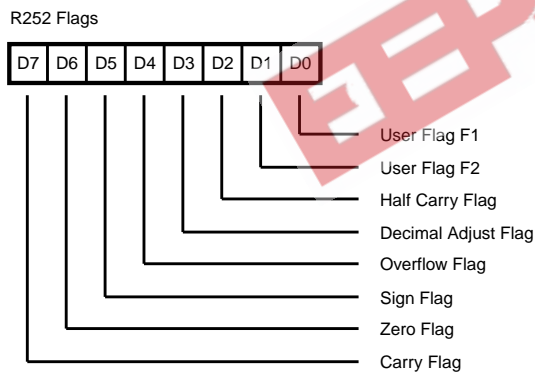 R252 Flags
D7 D6 D5 D4 D3 D2 D1 D0
User Flag F1
User Flag F2
Half Carry Flag
Decimal Adjust Flag
Overflow Flag
Sign Flag
Zero Flag
Carry Flag